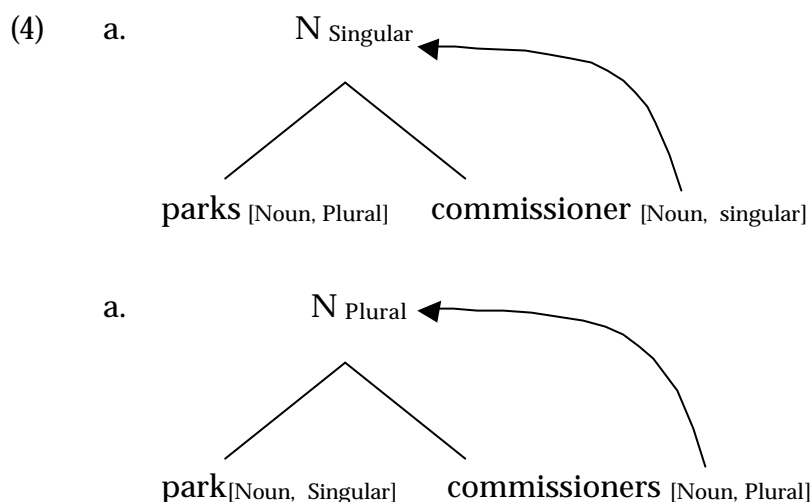 (4) a. N Singular
parks [Noun, Plural] commissioner [Noun, singular]
a. N Plural
park[Noun, Singular] commissioners [Noun, Plural]